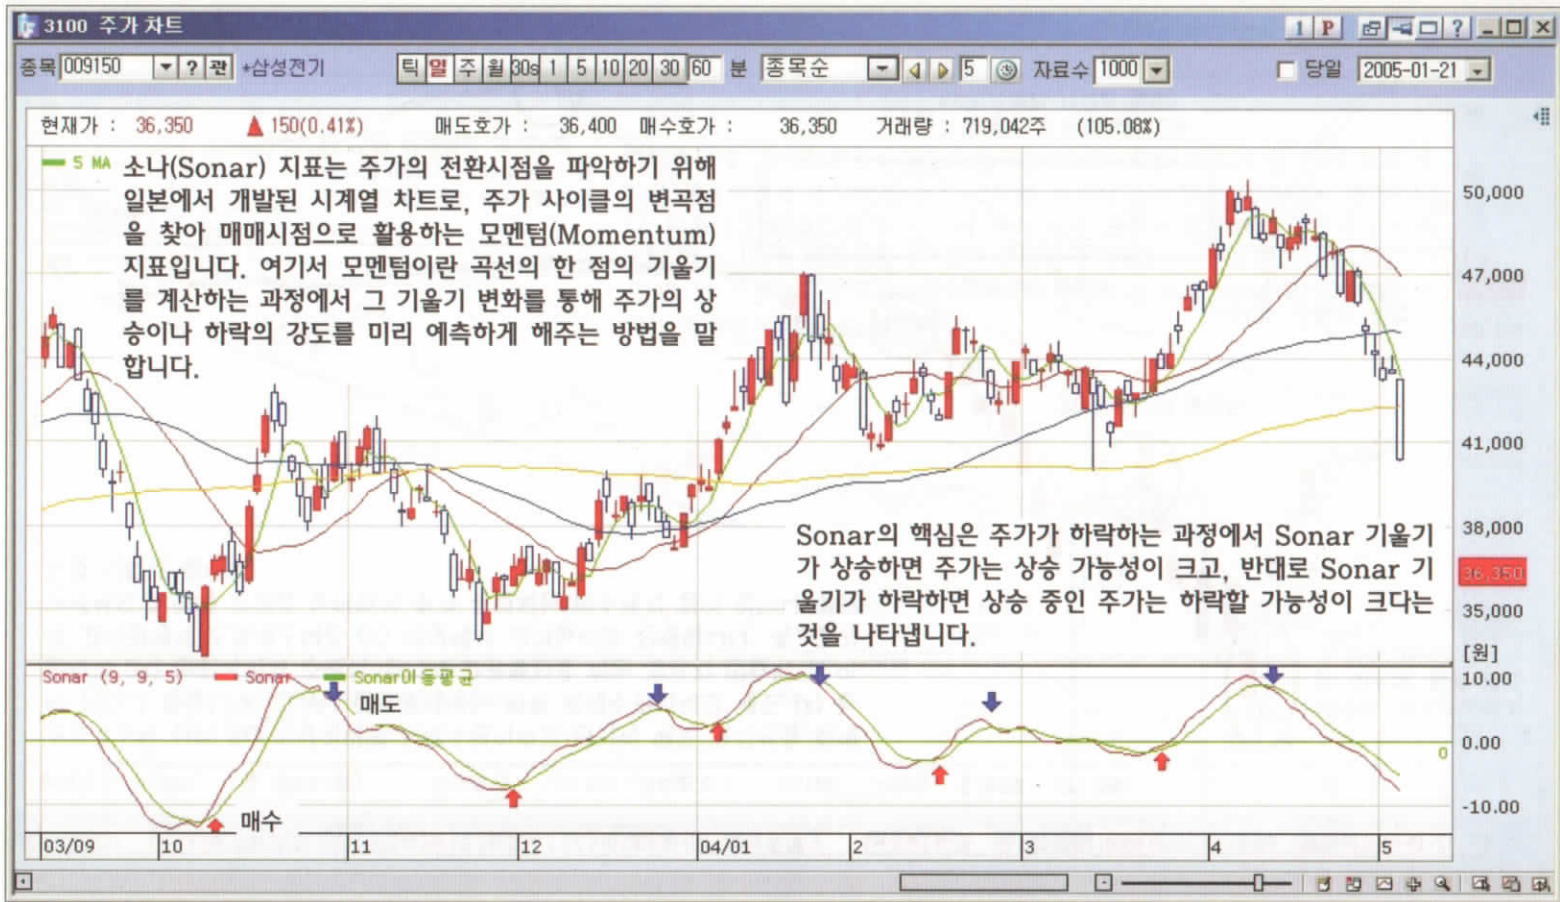 3100 주가 차트
1 P ?
종목 009150 ? 관 *삼성전기 틱 일 주 월 30s 1 5 10 20 30 60 분 종목순 5 자료수 1000 당일 2005-01-21
현재가 : 36,350 ▲ 150(0.41%) 매도호가 : 36,400 매수호가 : 36,350 거래량 : 719,042주 (105.08%)
5 MA
소나(Sonar) 지표는 주가의 전환시점을 파악하기 위해
일본에서 개발된 시계열 차트로, 주가 사이클의 변곡점
을 찾아 매매시점으로 활용하는 모멘텀(Momentum)
지표입니다. 여기서 모멘텀이란 곡선의 한 점의 기울기
를 계산하는 과정에서 그 기울기 변화를 통해 주가의 상
승이나 하락의 강도를 미리 예측하게 해주는 방법을 말
합니다.
50,000
47,000
44,000
41,000
38,000
36,350
35,000
[원]
Sonar의 핵심은 주가가 하락하는 과정에서 Sonar 기울기
가 상승하면 주가는 상승 가능성이 크고, 반대로 Sonar 기
울기가 하락하면 상승 중인 주가는 하락할 가능성이 크다는
것을 나타냅니다.
Sonar (9, 9, 5) Sonar Sonar이동평균
매도
매수
10.00
0.00
0
-10.00
03/09 10 11 12 04/01 2 3 4 5